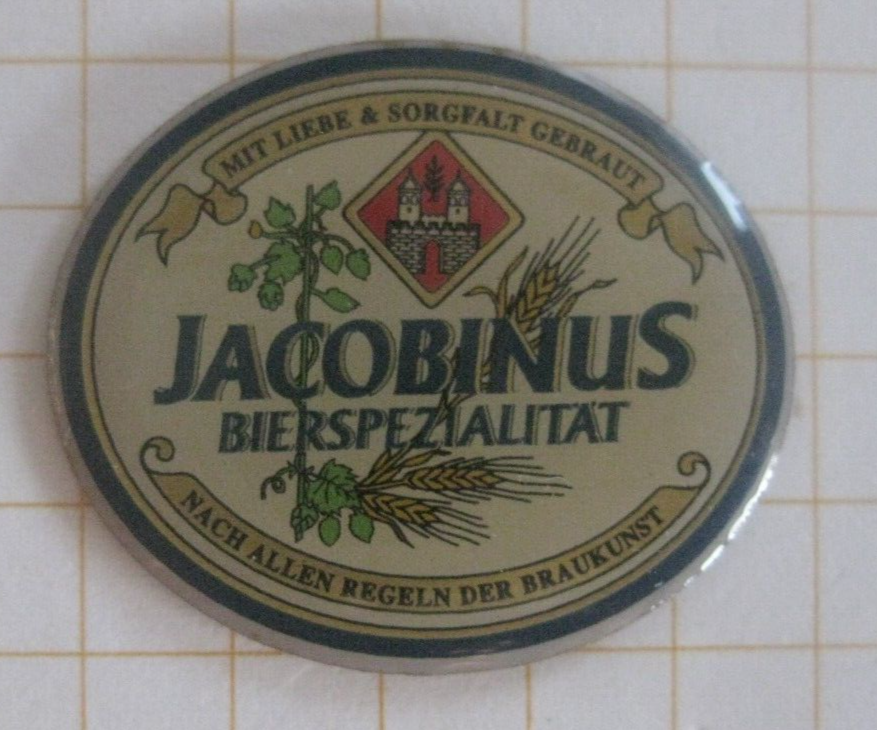 MIT LIEBE & SORGFALT GEBRAUT
JACOBINUS
BIERSPEZIALITÄT
NACH ALLEN REGELN DER BRAUKUNST